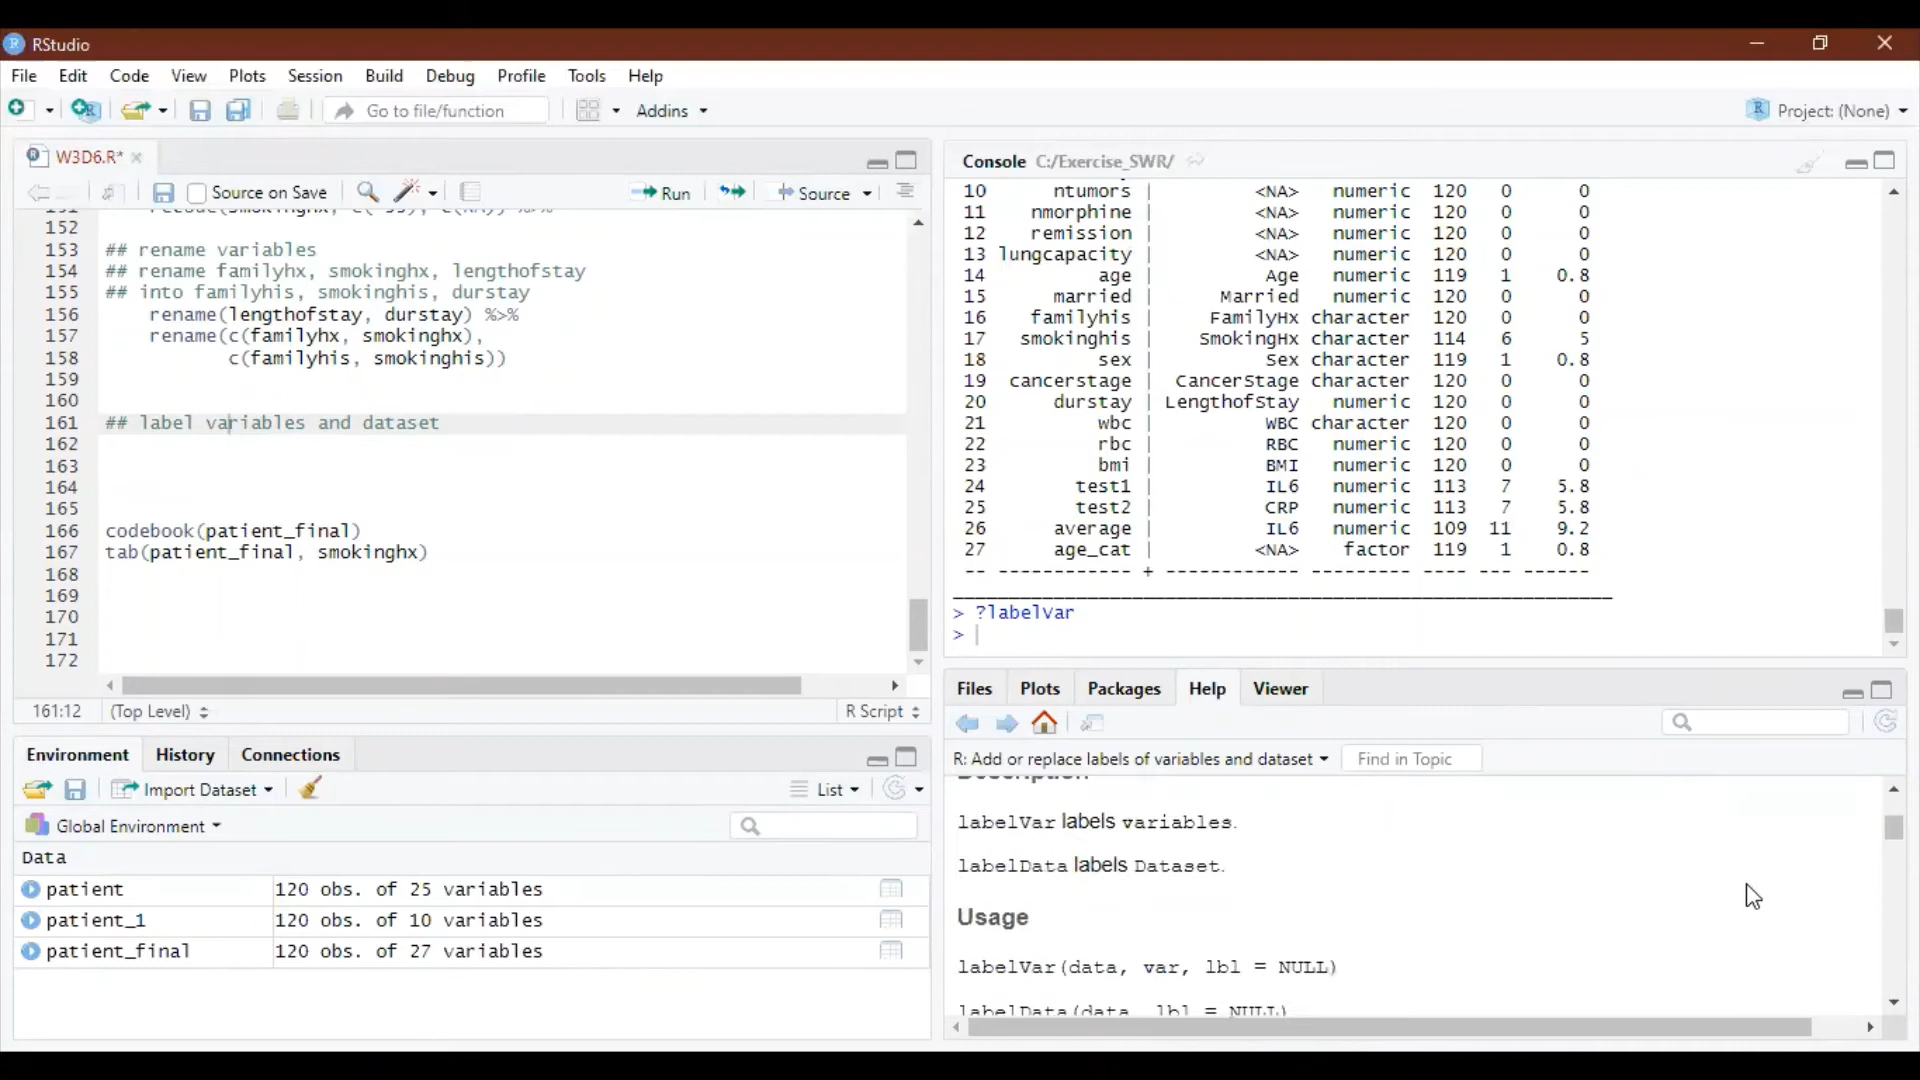 RStudio
File Edit Code View Plots Session Build Debug Profile Tools Help
Go to file/function Addins Project: (None)
W3D6.R*
Source on Save Run Source
152
153 ## rename variables
154 ## rename familyhx, smokinghx, lengthofstay
155 ## into familyhis, smokinghis, durstay
156 rename(lengthofstay, durstay) %>%
157 rename(c(familyhx, smokinghx),
158 c(familyhis, smokinghis))
159
160
161 ## label variables and dataset
162
163
164
165
166 codebook(patient_final)
167 tab(patient_final, smokinghx)
168
169
170
171
172
161:12 (Top Level) R Script
Environment History Connections
Import Dataset List
Global Environment
Data
patient 120 obs. of 25 variables
patient_1 120 obs. of 10 variables
patient_final 120 obs. of 27 variables
Console C:/Exercise_SWR/
10 ntumors | <NA> numeric 120 0 0
11 nmorphine | <NA> numeric 120 0 0
12 remission | <NA> numeric 120 0 0
13 lungcapacity | <NA> numeric 120 0 0
14 age | Age numeric 119 1 0.8
15 married | Married numeric 120 0 0
16 familyhis | FamilyHx character 120 0 0
17 smokinghis | SmokingHx character 114 6 5
18 sex | Sex character 119 1 0.8
19 cancerstage | CancerStage character 120 0 0
20 durstay | LengthofStay numeric 120 0 0
21 wbc | WBC character 120 0 0
22 rbc | RBC numeric 120 0 0
23 bmi | BMI numeric 120 0 0
24 test1 | IL6 numeric 113 7 5.8
25 test2 | CRP numeric 113 7 5.8
26 average | IL6 numeric 109 11 9.2
27 age_cat | <NA> factor 119 1 0.8
-- ------------ + ------------ --------- ---- --- ------
> ?labelVar
>
Files Plots Packages Help Viewer
R: Add or replace labels of variables and dataset Find in Topic
Description
labelVar labels variables.
labelData labels Dataset.
Usage
labelVar(data, var, lbl = NULL)
labelData(data, lbl = NULL)